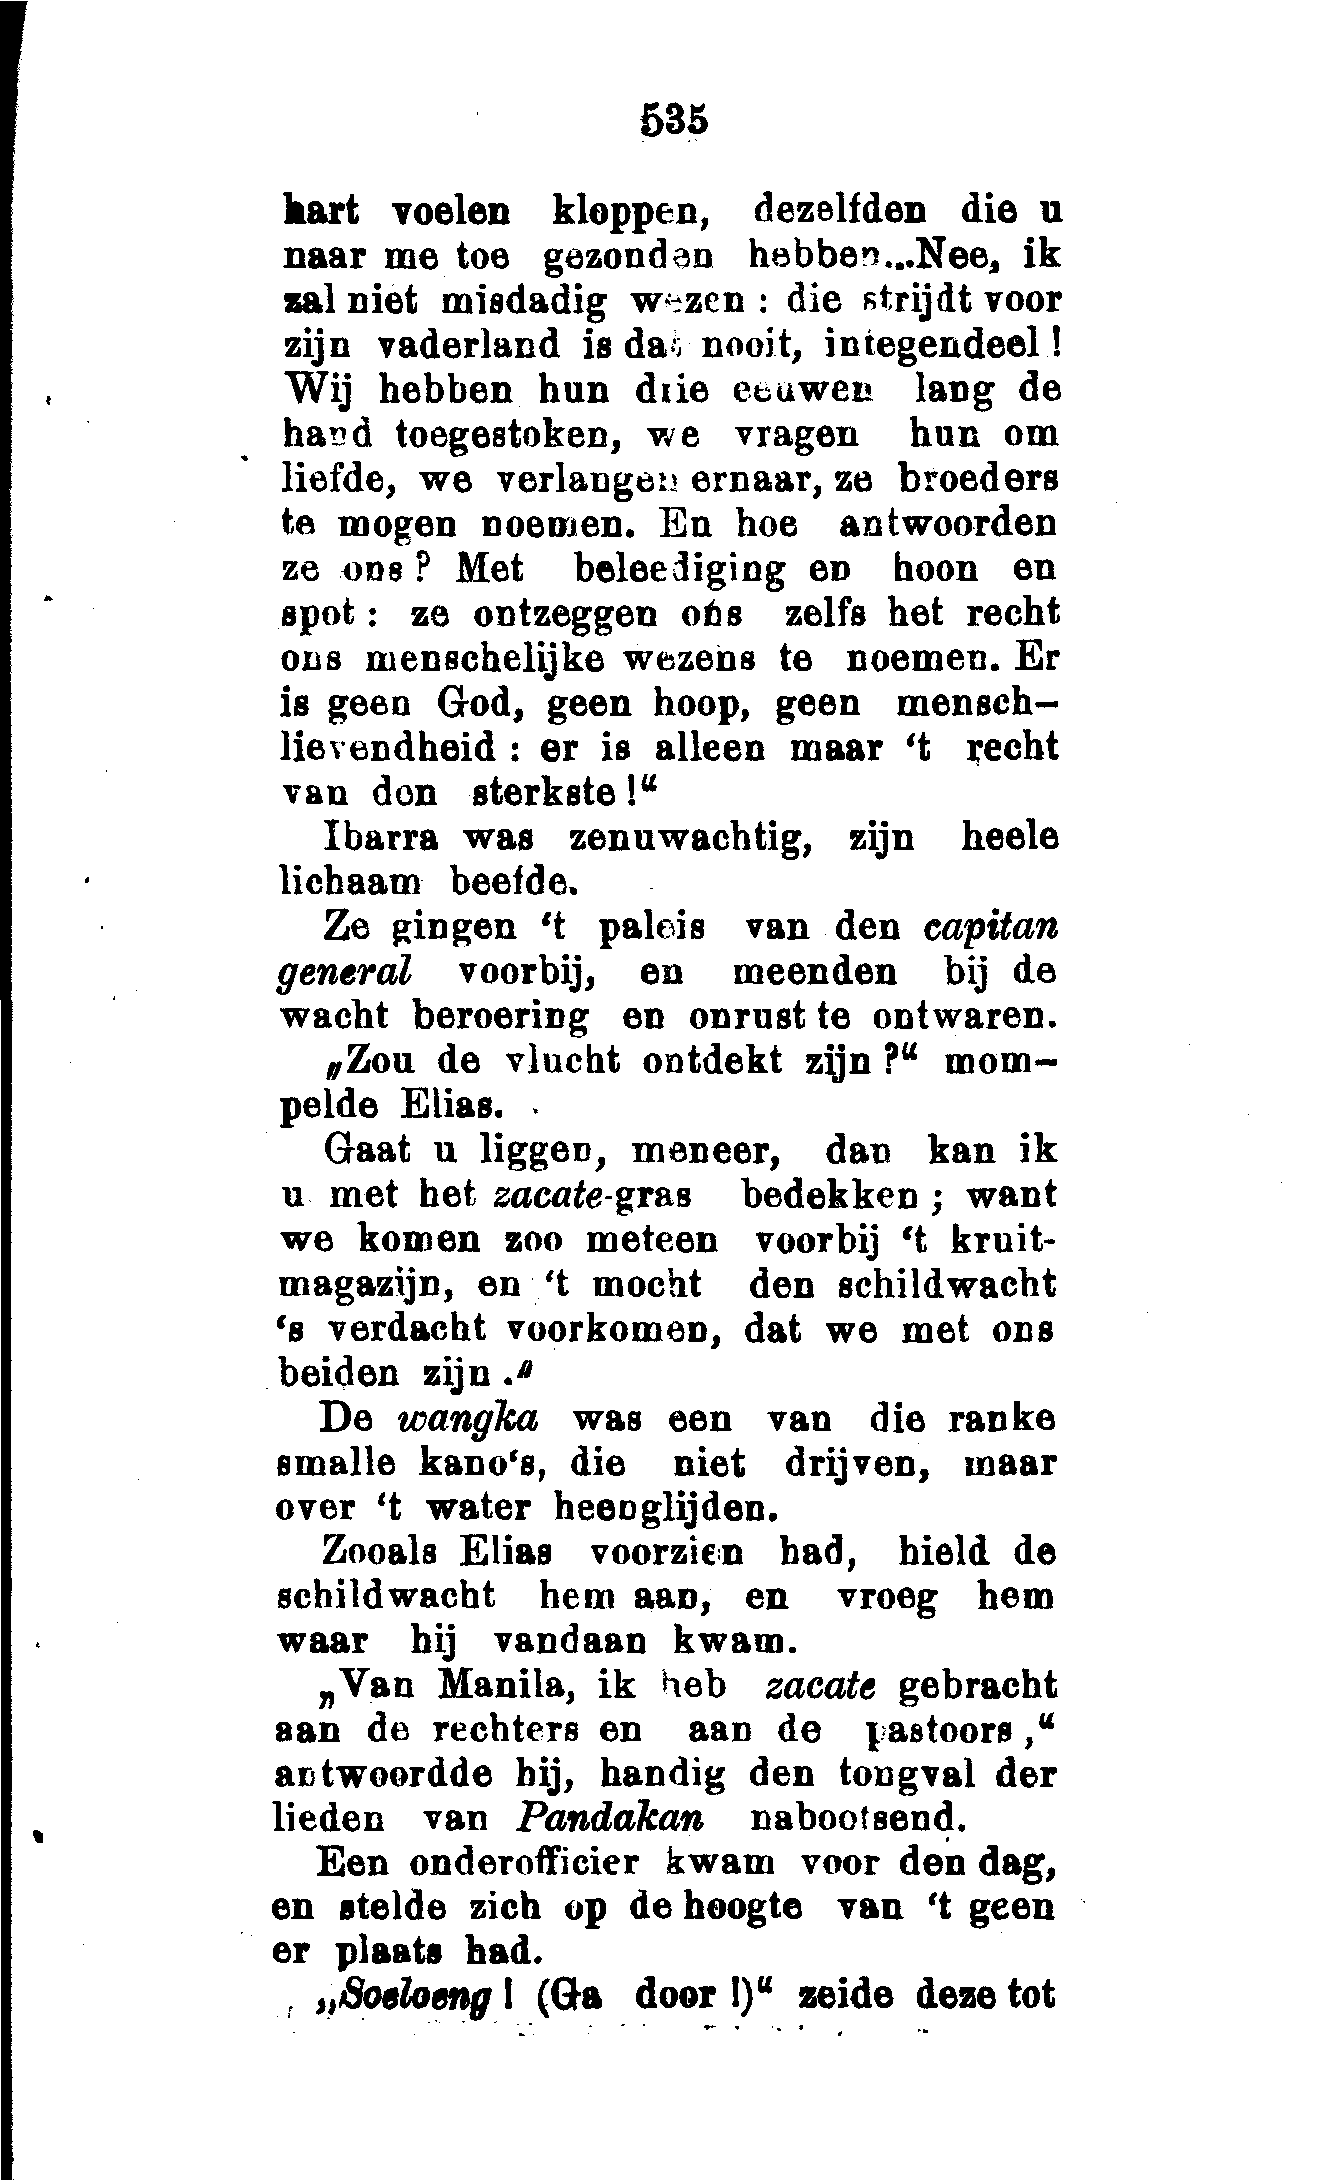 535
hart voelen kloppen, dezelfden die u
naar me toe gezonden hebben...Nee, ik
zal niet misdadig wezen : die strijdt voor
zijn vaderland is dat nooit, integendeel !
Wij hebben hun drie eeuwen lang de
hand toegestoken, we vragen hun om
liefde, we verlangen ernaar, ze broeders
te mogen noemen. En hoe antwoorden
ze ons ? Met beleediging en hoon en
spot : ze ontzeggen ons zelfs het recht
ons menschelijke wezens te noemen. Er
is geen God, geen hoop, geen mensch-
lievendheid : er is alleen maar 't recht
van den sterkste !“
Ibarra was zenuwachtig, zijn heele
lichaam beefde.
Ze gingen 't paleis van den capitan
general voorbij, en meenden bij de
wacht beroering en onrust te ontwaren.
„Zou de vlucht ontdekt zijn ?“ mom-
pelde Elias.
Gaat u liggen, meneer, dan kan ik
u met het zacate-gras bedekken ; want
we komen zoo meteen voorbij 't kruit-
magazijn, en 't mocht den schildwacht
's verdacht voorkomen, dat we met ons
beiden zijn .„
De wangka was een van die ranke
smalle kano's, die niet drijven, maar
over 't water heenglijden.
Zooals Elias voorzien had, hield de
schildwacht hem aan, en vroeg hem
waar hij vandaan kwam.
„Van Manila, ik heb zacate gebracht
aan de rechters en aan de pastoors ,“
antwoordde hij, handig den tongval der
lieden van Pandakan nabootsend.
Een onderofficier kwam voor den dag,
en stelde zich op de hoogte van 't geen
er plaats had.
„Soeloeng ! (Ga door !)“ zeide deze tot